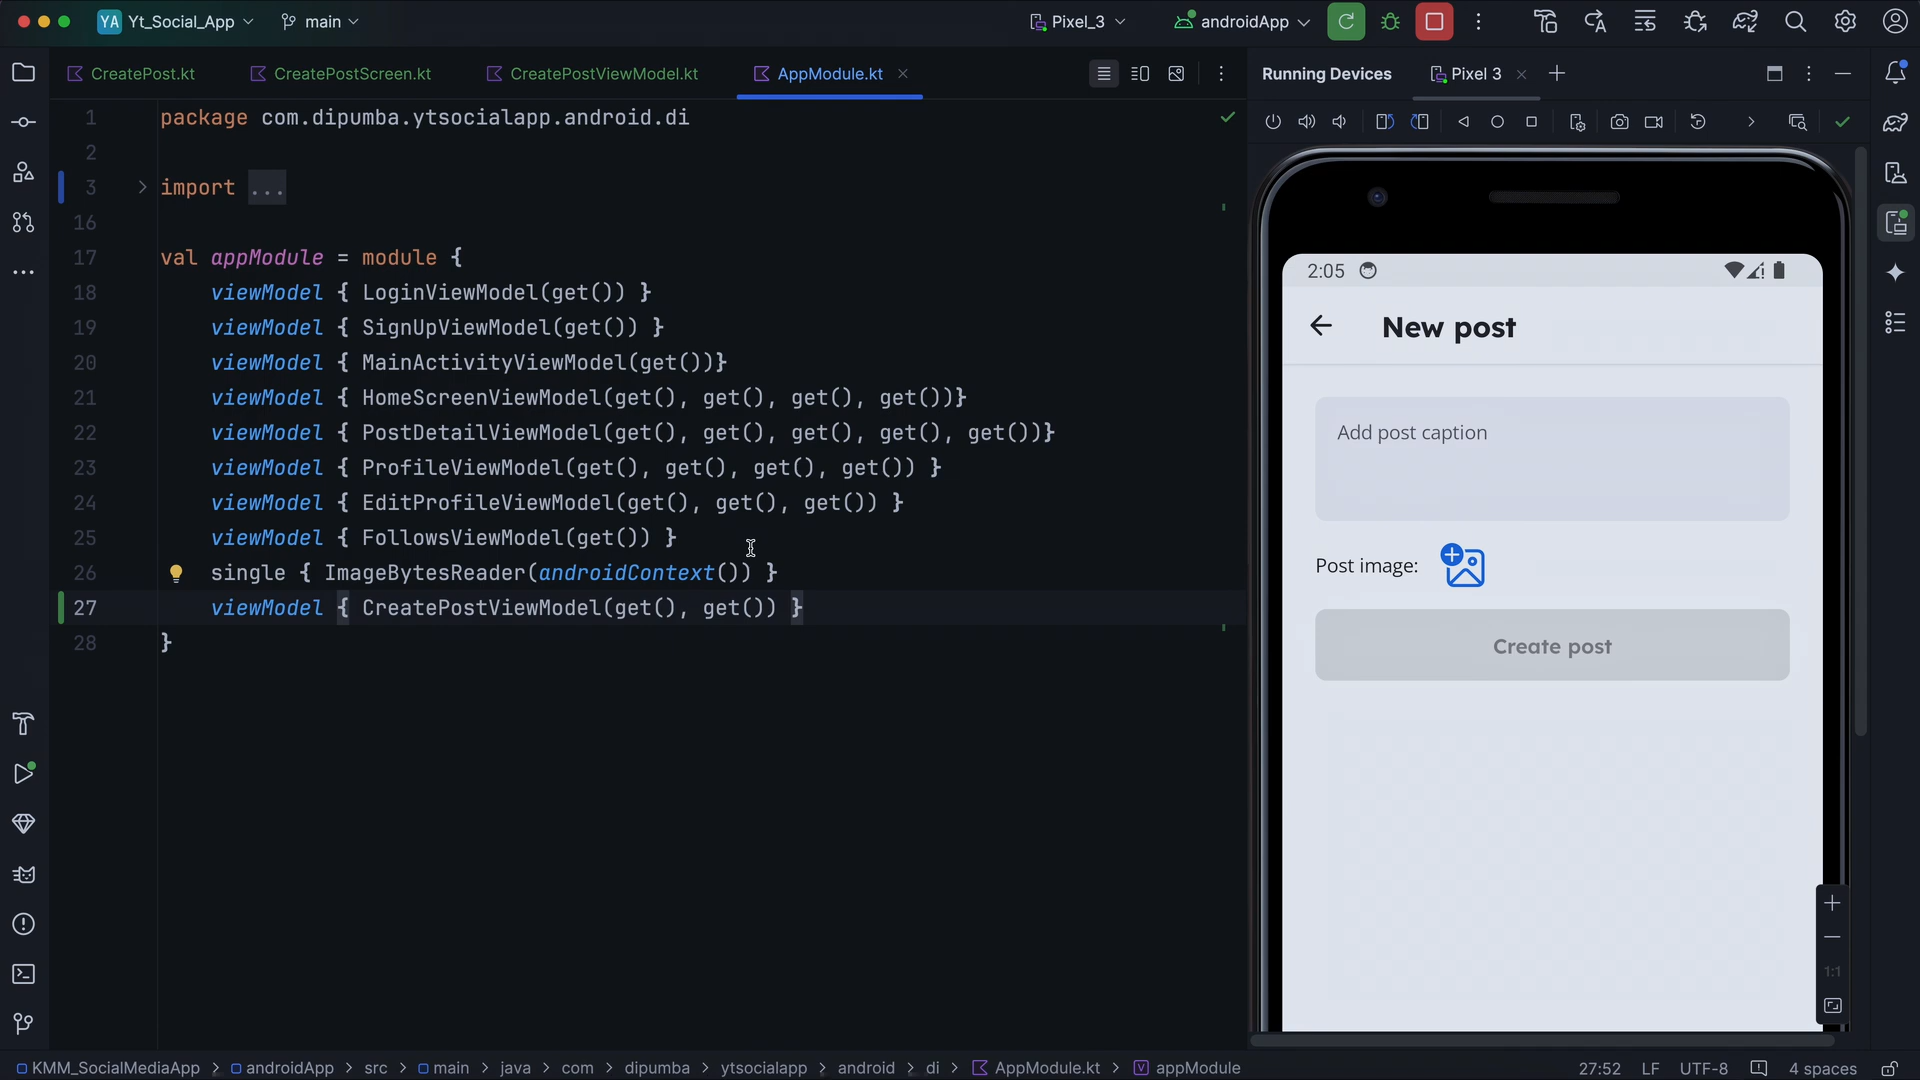 YA Yt_Social_App main Pixel_3 androidApp
CreatePost.kt CreatePostScreen.kt CreatePostViewModel.kt AppModule.kt
Running Devices Pixel 3
1 package com.dipumba.ytsocialapp.android.di
2
3 import ...
16
17 val appModule = module {
18 viewModel { LoginViewModel(get()) }
19 viewModel { SignUpViewModel(get()) }
20 viewModel { MainActivityViewModel(get())}
21 viewModel { HomeScreenViewModel(get(), get(), get(), get())}
22 viewModel { PostDetailViewModel(get(), get(), get(), get(), get())}
23 viewModel { ProfileViewModel(get(), get(), get(), get()) }
24 viewModel { EditProfileViewModel(get(), get(), get()) }
25 viewModel { FollowsViewModel(get()) }
26 single { ImageBytesReader(androidContext()) }
27 viewModel { CreatePostViewModel(get(), get()) }
28 }
2:05
New post
Add post caption
Post image:
Create post
1:1
KMM_SocialMediaApp > androidApp > src > main > java > com > dipumba > ytsocialapp > android > di > AppModule.kt > appModule
27:52 LF UTF-8 4 spaces